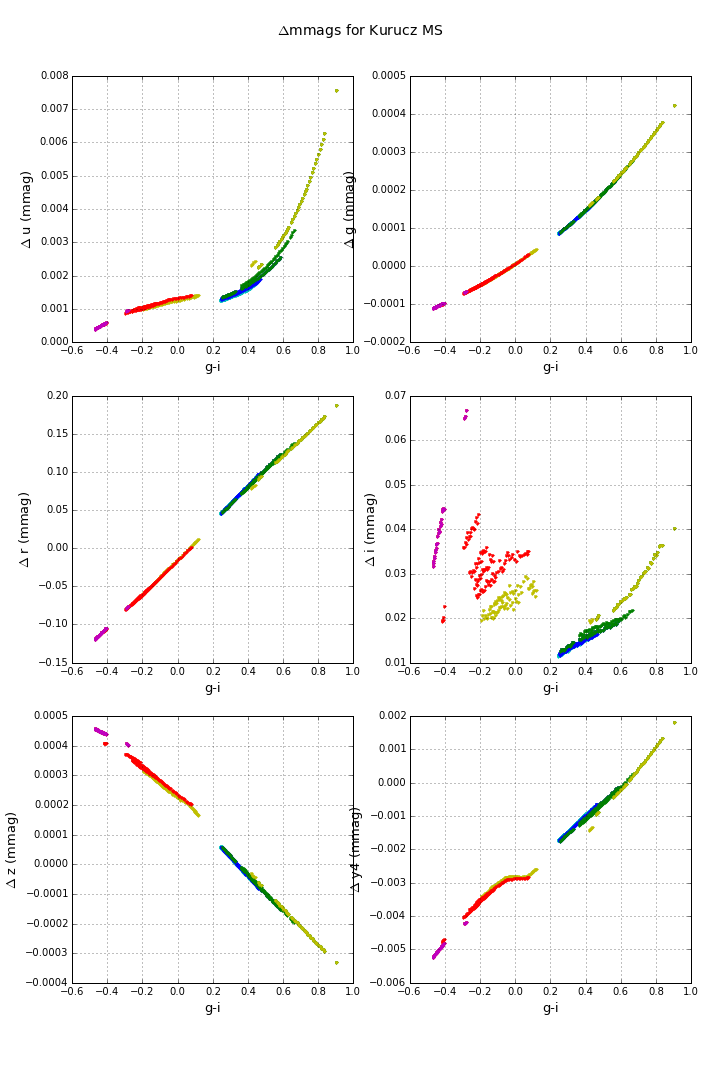 Δmmags for Kurucz MS
0.008
0.007
0.006
0.005
0.004
0.003
0.002
0.001
0.000
Δ u (mmag)
−0.6 −0.4 −0.2 0.0 0.2 0.4 0.6 0.8 1.0
g-i
0.0005
0.0004
0.0003
0.0002
0.0001
0.0000
−0.0001
−0.0002
Δ g (mmag)
−0.6 −0.4 −0.2 0.0 0.2 0.4 0.6 0.8 1.0
g-i
0.20
0.15
0.10
0.05
0.00
−0.05
−0.10
−0.15
Δ r (mmag)
−0.6 −0.4 −0.2 0.0 0.2 0.4 0.6 0.8 1.0
g-i
0.07
0.06
0.05
0.04
0.03
0.02
0.01
Δ i (mmag)
−0.6 −0.4 −0.2 0.0 0.2 0.4 0.6 0.8 1.0
g-i
0.0005
0.0004
0.0003
0.0002
0.0001
0.0000
−0.0001
−0.0002
−0.0003
−0.0004
Δ z (mmag)
−0.6 −0.4 −0.2 0.0 0.2 0.4 0.6 0.8 1.0
g-i
0.002
0.001
0.000
−0.001
−0.002
−0.003
−0.004
−0.005
−0.006
Δ y4 (mmag)
−0.6 −0.4 −0.2 0.0 0.2 0.4 0.6 0.8 1.0
g-i